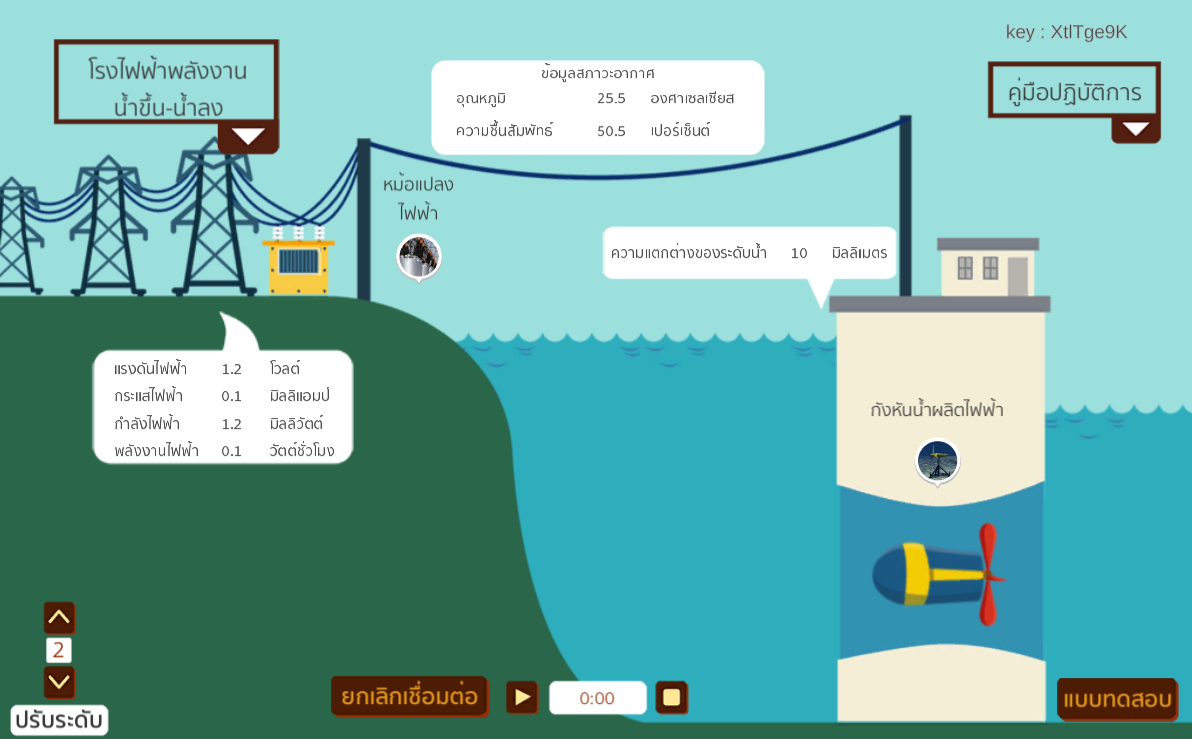 key : XtlTge9K
โรงไฟฟ้าพลังงาน
น้ำขึ้น-น้ำลง
ข้อมูลสภาวะอากาศ
อุณหภูมิ 25.5 องศาเซลเซียส
ความชื้นสัมพัทธ์ 50.5 เปอร์เซ็นต์
คู่มือปฏิบัติการ
หม้อแปลง
ไฟฟ้า
ความแตกต่างของระดับน้ำ 10 มิลลิเมตร
แรงดันไฟฟ้า 1.2 โวลต์
กระแสไฟฟ้า 0.1 มิลลิแอมป์
กำลังไฟฟ้า 1.2 มิลลิวัตต์
พลังงานไฟฟ้า 0.1 วัตต์ชั่วโมง
กังหันน้ำผลิตไฟฟ้า
2
ปรับระดับ
ยกเลิกเชื่อมต่อ
0:00
แบบทดสอบ